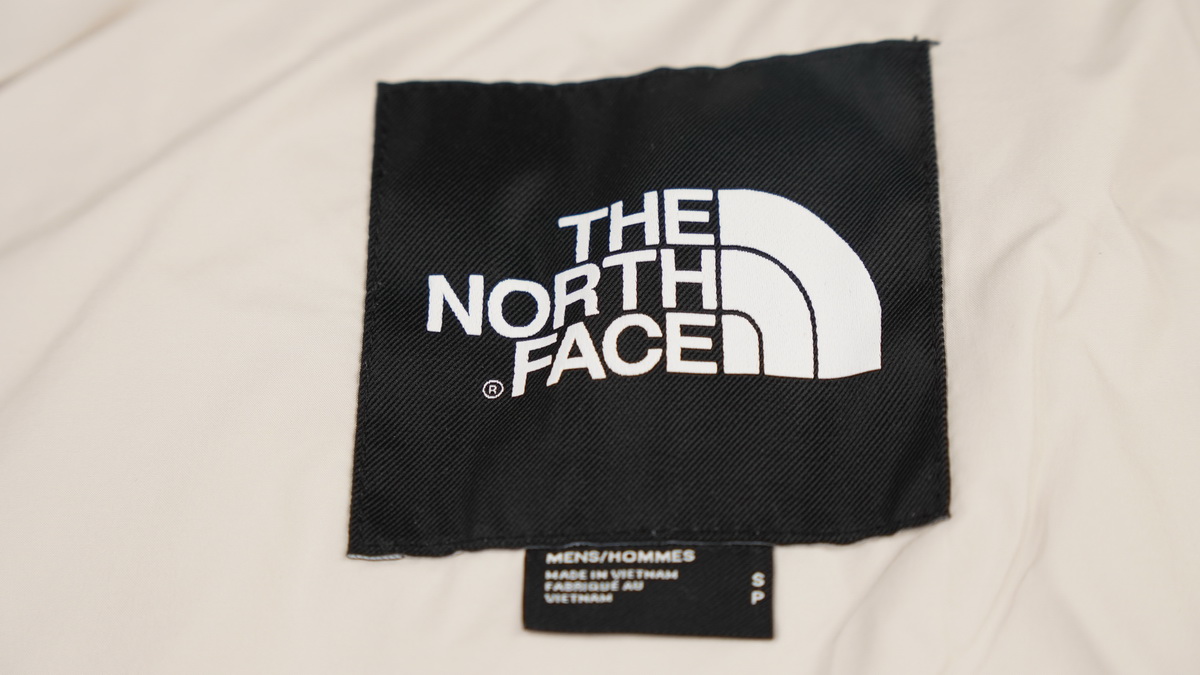 THE
NORTH
FACE
®
MENS/HOMMES
MADE IN VIETNAM
FABRIQUÉ AU
VIETNAM
S
P